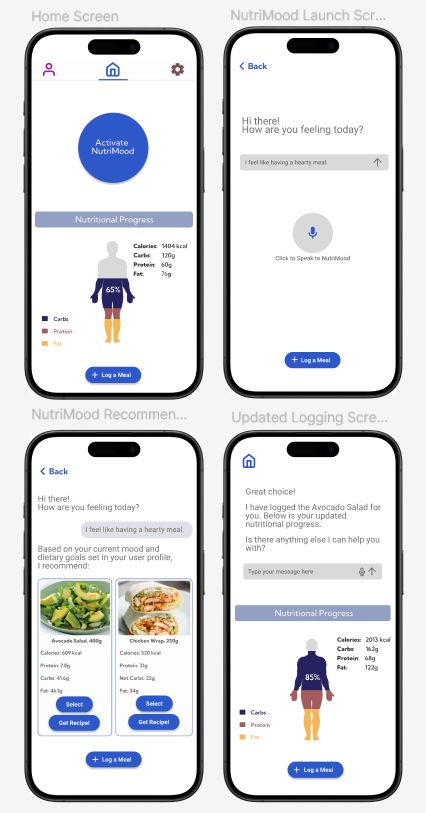 Home Screen
Activate
NutriMood
Nutritional Progress
Calories: 1404 kcal
Carbs: 120g
Protein: 60g
Fat: 76g
65%
Carbs
Protein
Fat
+ Log a Meal
NutriMood Launch Scr...
Back
Hi there!
How are you feeling today?
I feel like having a hearty meal.
Click to Speak to NutriMood
+ Log a Meal
NutriMood Recommen...
Back
Hi there!
How are you feeling today?
I feel like having a hearty meal.
Based on your current mood and
dietary goals set in your user profile,
I recommend:
Avocado Salad, 400g
Calories: 609 kcal
Protein: 7.8g
Carbs: 41.6g
Fat: 46.1g
Select
Get Recipe!
Chicken Wrap, 250g
Calories: 520 kcal
Protein: 31g
Net Carbs: 22g
Fat: 34g
Select
Get Recipe!
+ Log a Meal
Updated Logging Scre...
Great choice!
I have logged the Avocado Salad for
you. Below is your updated
nutritional progress.
Is there anything else I can help you
with?
Type your message here
Nutritional Progress
Calories: 2013 kcal
Carbs: 162g
Protein: 68g
Fat: 122g
85%
Carbs
Protein
Fat
+ Log a Meal